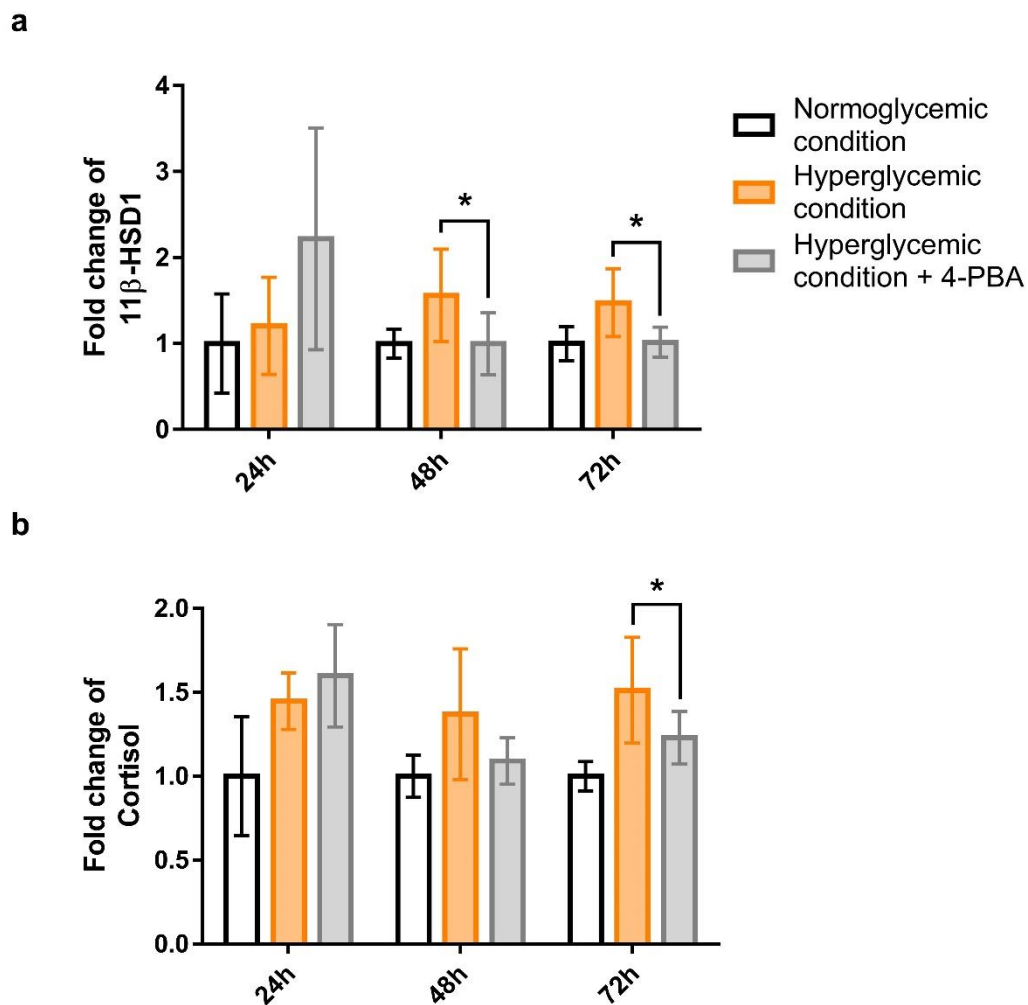 a
Fold change of
11β-HSD1
4
3
2
1
0
*
*
24h
48h
72h
Normoglycemic
condition
Hyperglycemic
condition
Hyperglycemic
condition + 4-PBA
b
Fold change of
Cortisol
2.0
1.5
1.0
0.5
0.0
*
24h
48h
72h